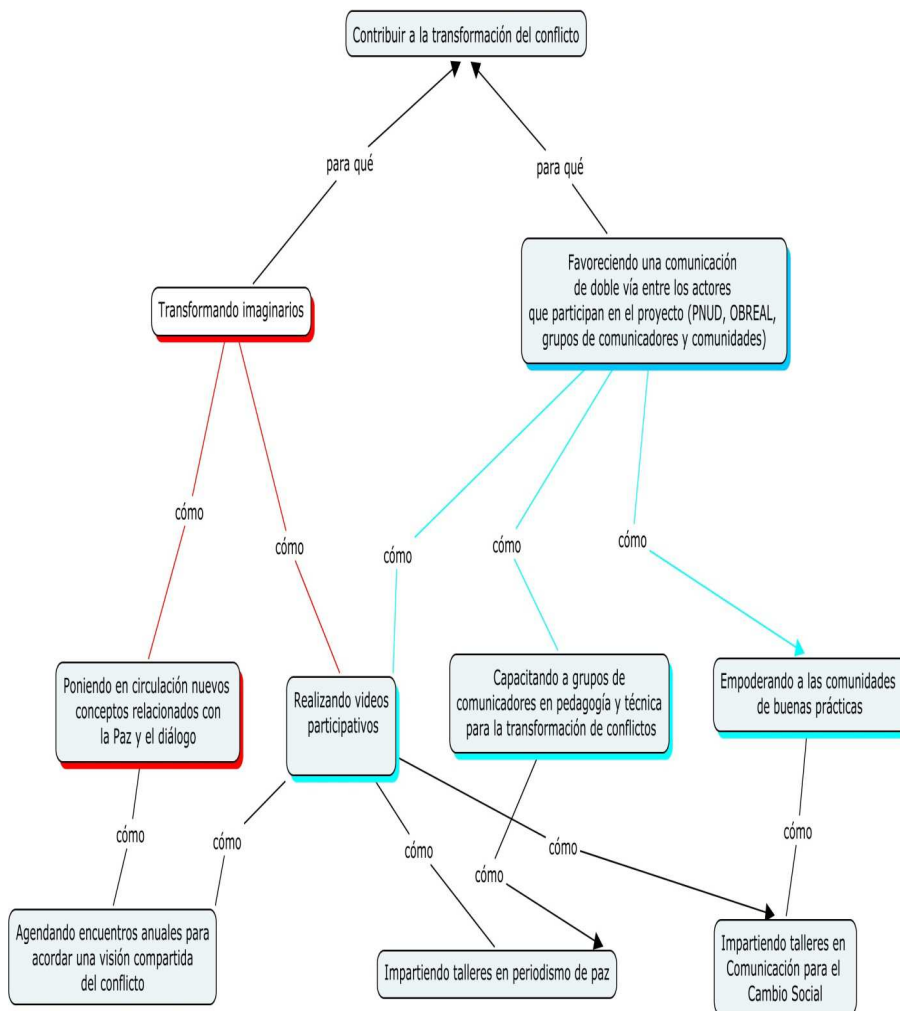 Contribuir a la transformación del conflicto
para qué
para qué
Transformando imaginarios
Favoreciendo una comunicación
de doble vía entre los actores
que participan en el proyecto (PNUD, OBREAL,
grupos de comunicadores y comunidades)
cómo
cómo
cómo
cómo
cómo
Poniendo en circulación nuevos
conceptos relacionados con
la Paz y el diálogo
Realizando videos
participativos
Capacitando a grupos de
comunicadores en pedagogía y técnica
para la transformación de conflictos
Empoderando a las comunidades
de buenas prácticas
cómo
cómo
cómo
cómo
cómo
cómo
Agendando encuentros anuales para
acordar una visión compartida
del conflicto
Impartiendo talleres en periodismo de paz
Impartiendo talleres en
Comunicación para el
Cambio Social